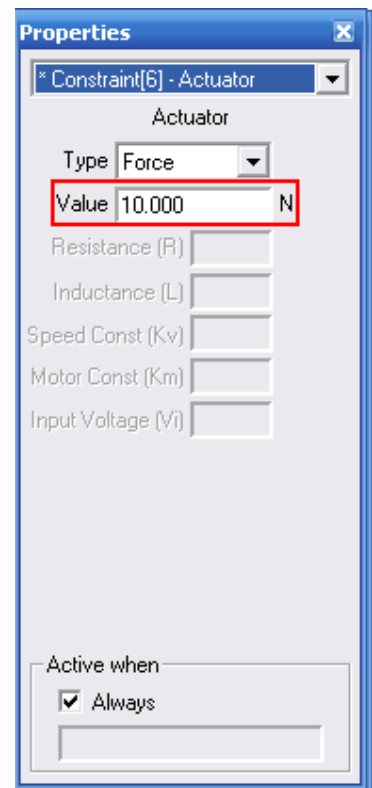 Properties
* Constraint[6] - Actuator
Actuator
Type Force
Value 10.000 N
Resistance (R)
Inductance (L)
Speed Const (Kv)
Motor Const (Km)
Input Voltage (Vi)
Active when
Always